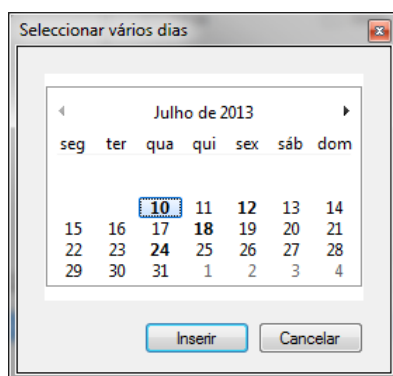 Seleccionar vários dias
Julho de 2013
seg ter qua qui sex sáb dom
10 11 12 13 14
15 16 17 18 19 20 21
22 23 24 25 26 27 28
29 30 31 1 2 3 4
Inserir Cancelar